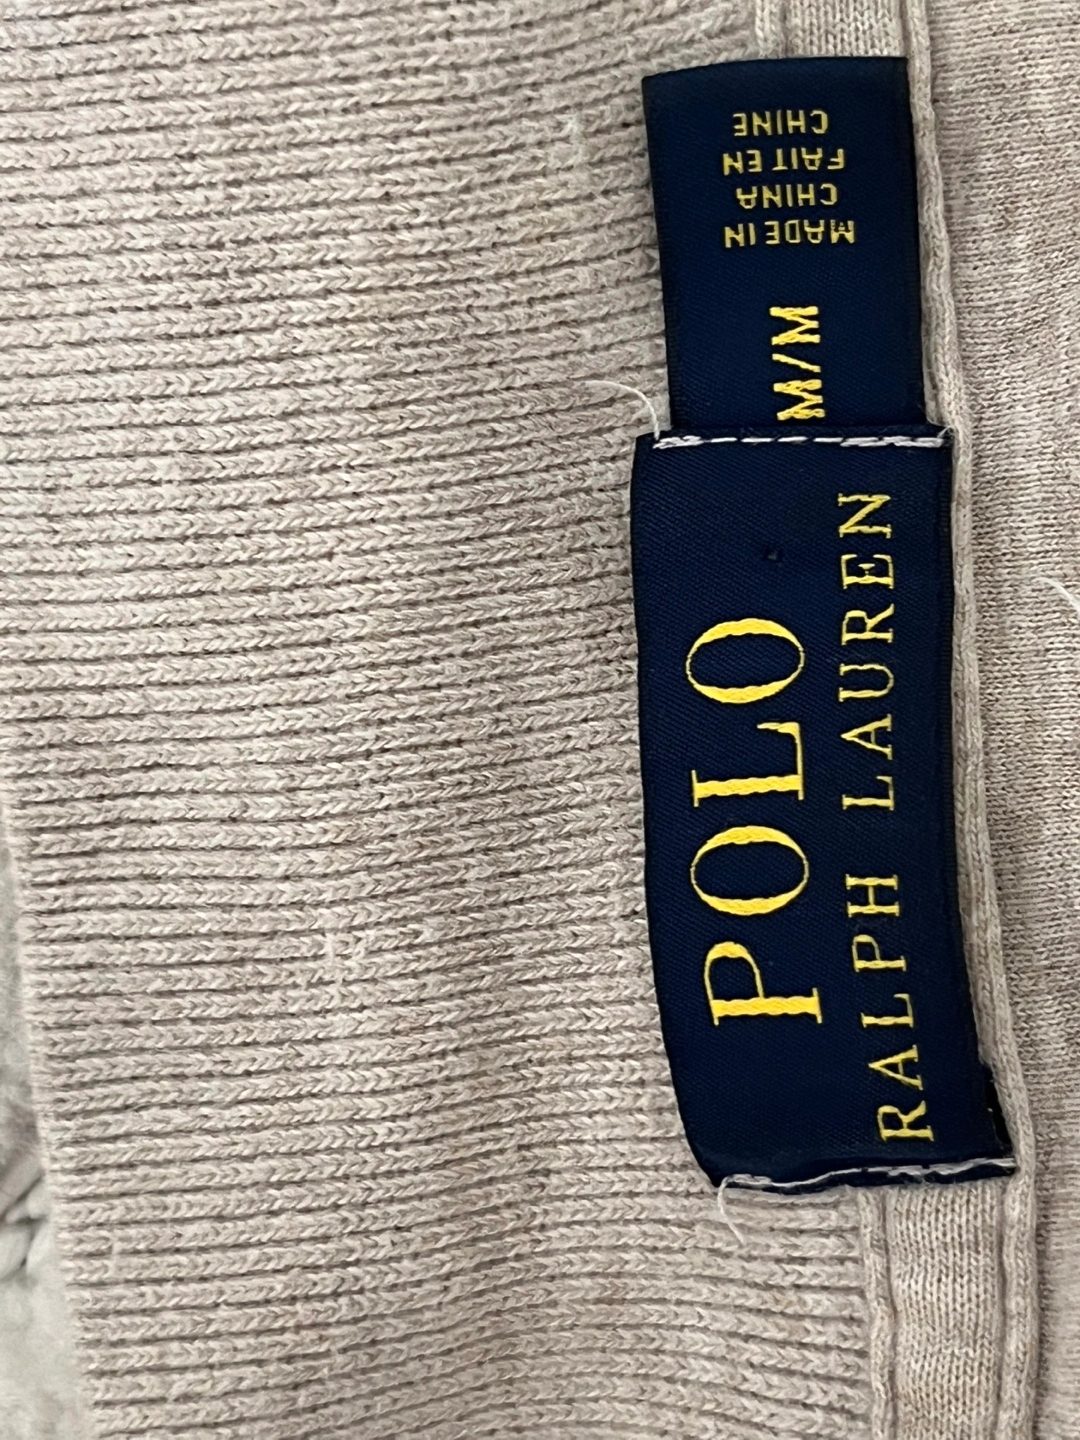 POLO
RALPH LAUREN
M/M
MADE IN
CHINA
FAIT EN
CHINE